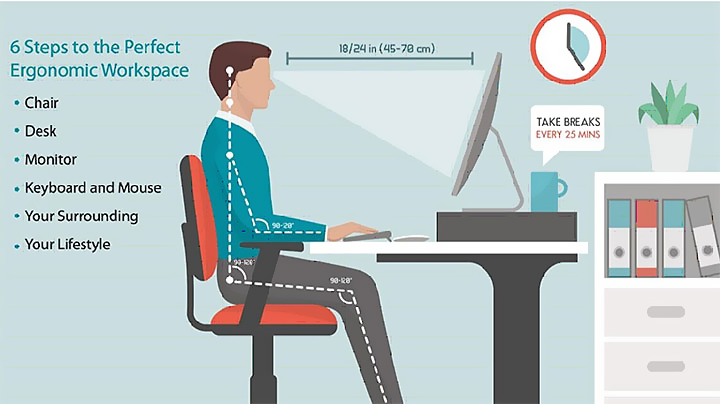 6 Steps to the Perfect
Ergonomic Workspace
• Chair
• Desk
• Monitor
• Keyboard and Mouse
• Your Surrounding
• Your Lifestyle
18/24 in (45-70 cm)
TAKE BREAKS
EVERY 25 MINS
90-20°
90-120°
90-120°